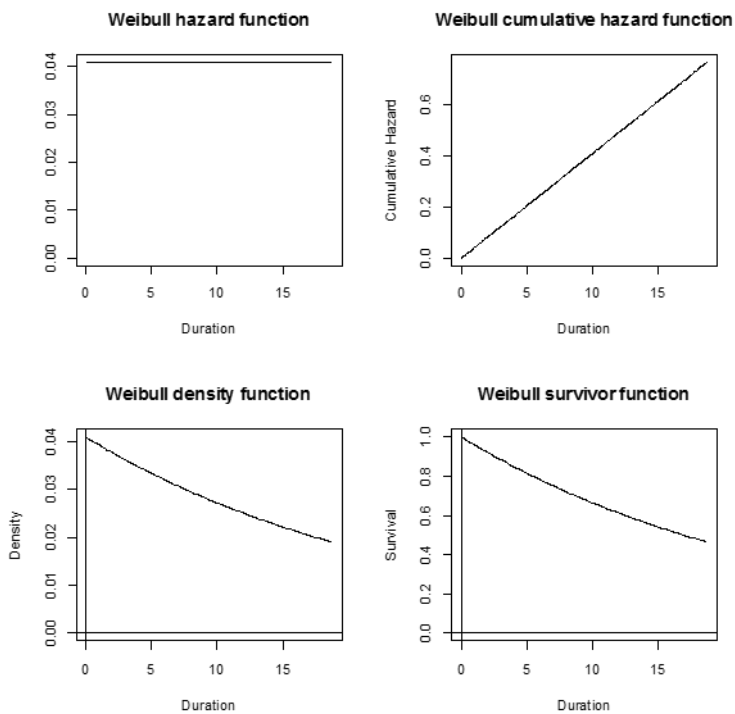 Weibull hazard function
0.04
0.03
0.02
0.01
0.00
0 5 10 15
Duration
Weibull cumulative hazard function
Cumulative Hazard
0.6
0.4
0.2
0.0
0 5 10 15
Duration
Weibull density function
Density
0.04
0.03
0.02
0.01
0.00
0 5 10 15
Duration
Weibull survivor function
Survival
1.0
0.8
0.6
0.4
0.2
0.0
0 5 10 15
Duration